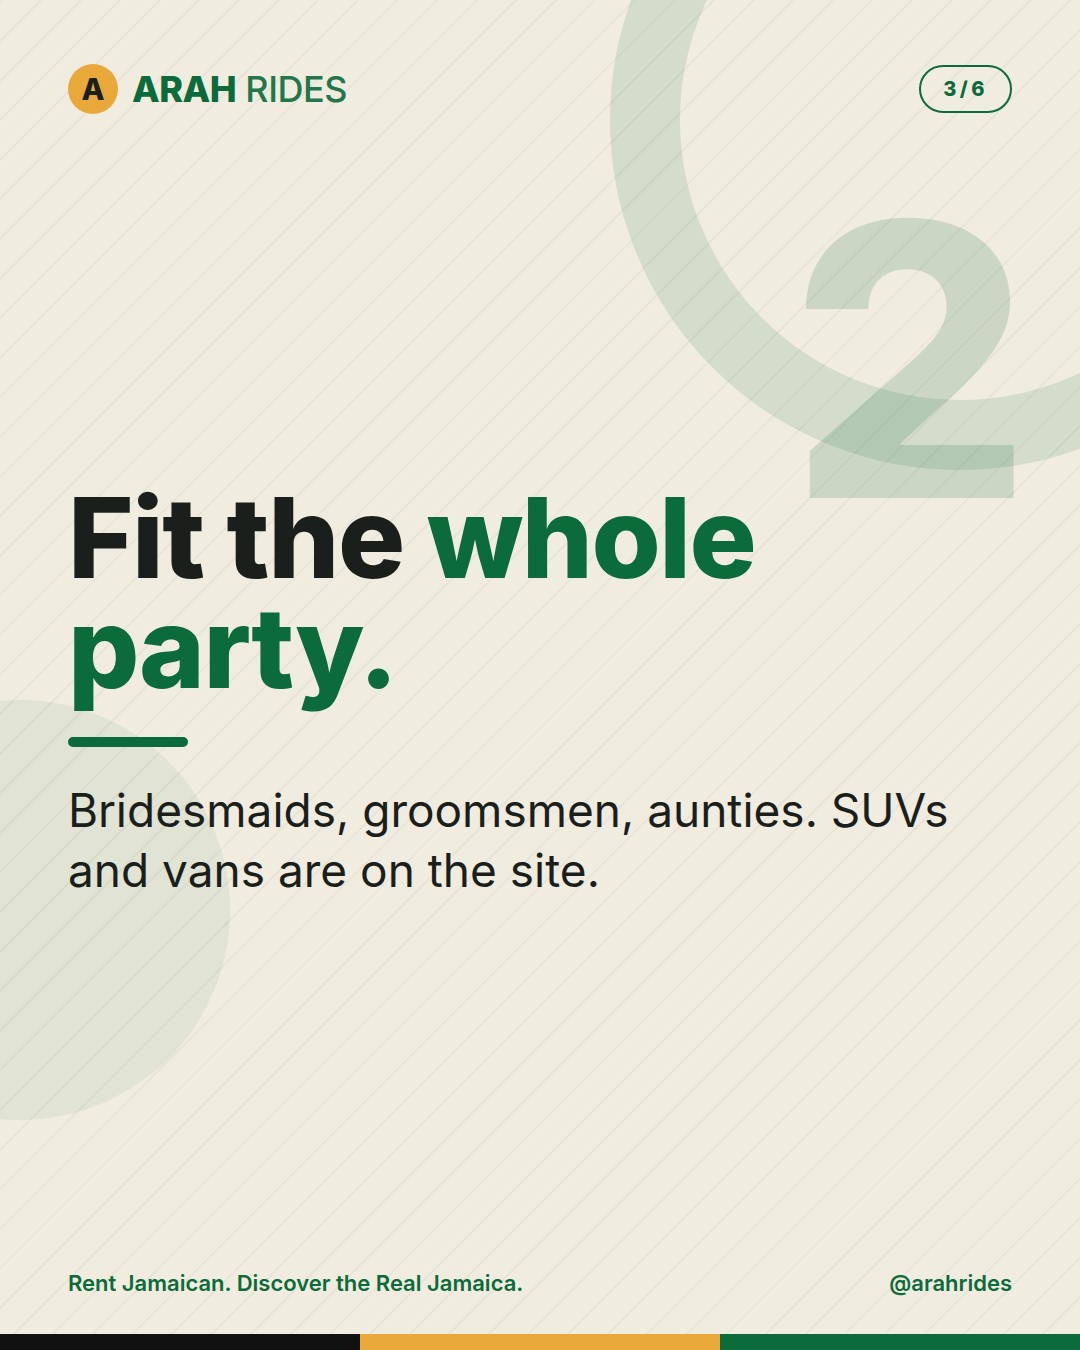 A ARAH RIDES
3/6
2
Fit the whole
party.
Bridesmaids, groomsmen, aunties. SUVs
and vans are on the site.
Rent Jamaican. Discover the Real Jamaica.
@arahrides